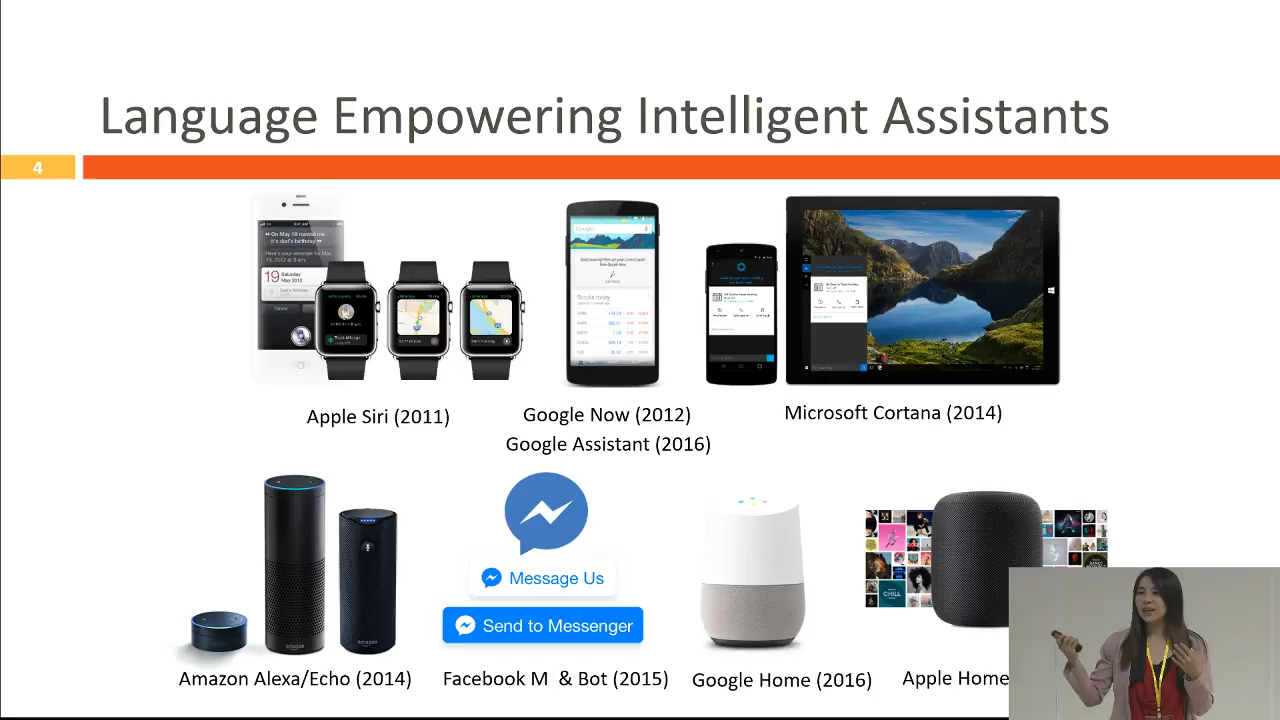 Language Empowering Intelligent Assistants
4
Apple Siri (2011)
Google Now (2012)
Google Assistant (2016)
Microsoft Cortana (2014)
Message Us
Send to Messenger
Amazon Alexa/Echo (2014)
Facebook M & Bot (2015)
Google Home (2016)
Apple Home